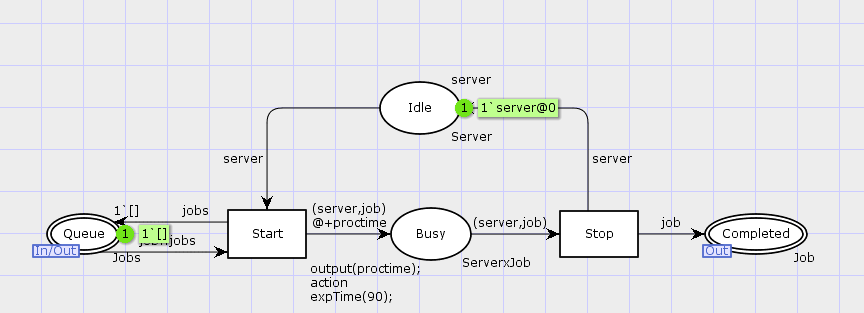 server
Idle
1
1`server@0
Server
server
server
1`[]
jobs
(server,job)
@+proctime
(server,job)
job
Queue
1
1`[]
Start
Busy
Stop
Completed
jobs
In/Out
Jobs
Out
Job
ServerxJob
output(proctime);
action
expTime(90);